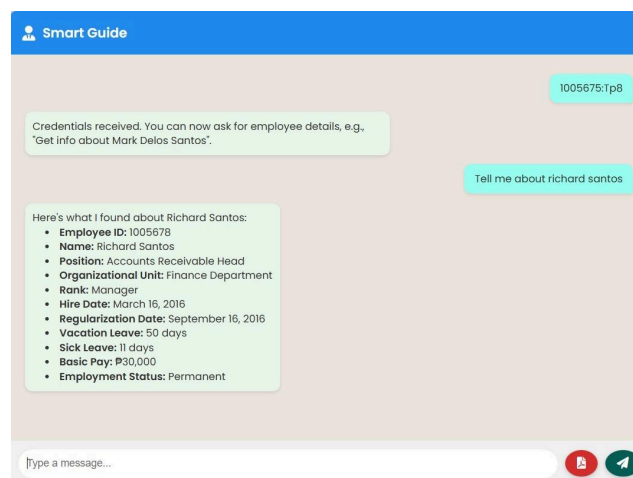 Smart Guide
1005675:Tp8
Credentials received. You can now ask for employee details, e.g.,
"Get info about Mark Delos Santos".
Tell me about richard santos
Here's what I found about Richard Santos:
• Employee ID: 1005678
• Name: Richard Santos
• Position: Accounts Receivable Head
• Organizational Unit: Finance Department
• Rank: Manager
• Hire Date: March 16, 2016
• Regularization Date: September 16, 2016
• Vacation Leave: 50 days
• Sick Leave: 11 days
• Basic Pay: ₱30,000
• Employment Status: Permanent
Type a message...